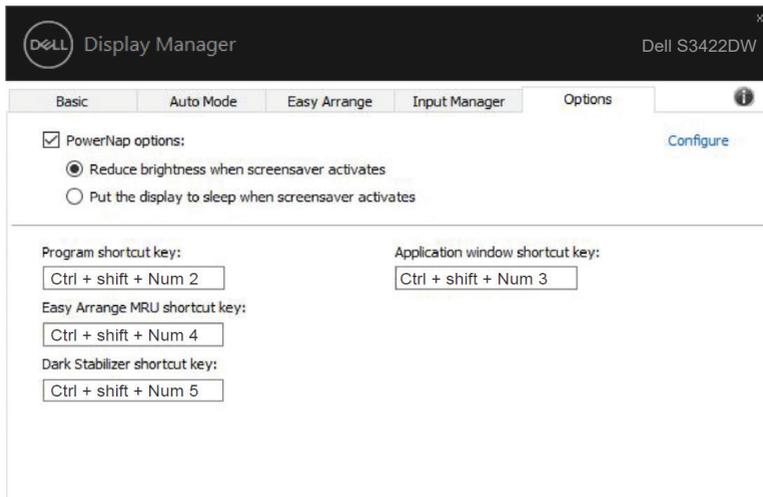 x
DELL Display Manager
Dell S3422DW
Basic Auto Mode Easy Arrange Input Manager Options
PowerNap options:
Configure
Reduce brightness when screensaver activates
Put the display to sleep when screensaver activates
Program shortcut key:
Application window shortcut key:
Ctrl + shift + Num 2
Ctrl + shift + Num 3
Easy Arrange MRU shortcut key:
Ctrl + shift + Num 4
Dark Stabilizer shortcut key:
Ctrl + shift + Num 5